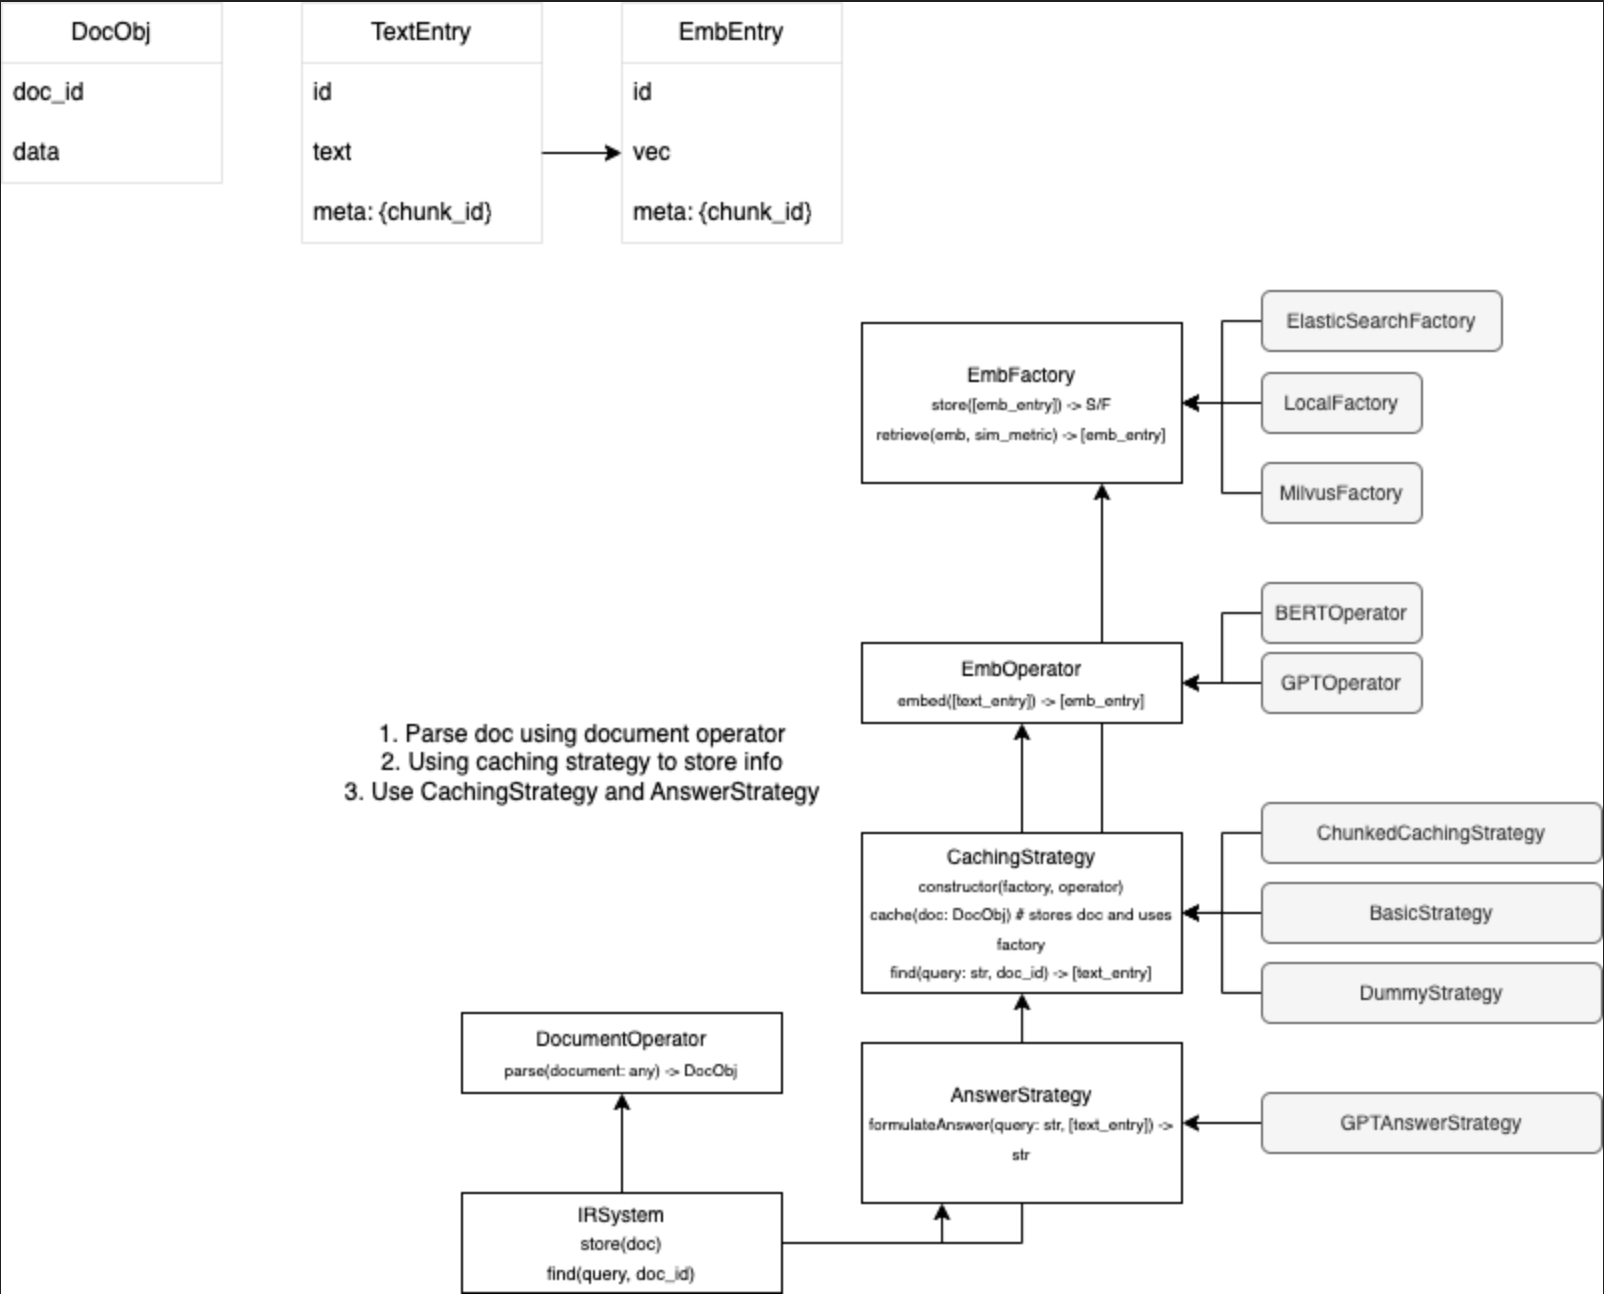 DocObj
doc_id
data
TextEntry
id
text
meta: {chunk_id}
EmbEntry
id
vec
meta: {chunk_id}
EmbFactory
store([emb_entry]) -> S/F
retrieve(emb, sim_metric) -> [emb_entry]
ElasticSearchFactory
LocalFactory
MilvusFactory
EmbOperator
embed([text_entry]) -> [emb_entry]
BERTOperator
GPTOperator
1. Parse doc using document operator
2. Using caching strategy to store info
3. Use CachingStrategy and AnswerStrategy
CachingStrategy
constructor(factory, operator)
cache(doc: DocObj) # stores doc and uses
factory
find(query: str, doc_id) -> [text_entry]
ChunkedCachingStrategy
BasicStrategy
DummyStrategy
DocumentOperator
parse(document: any) -> DocObj
AnswerStrategy
formulateAnswer(query: str, [text_entry]) ->
str
GPTAnswerStrategy
IRSystem
store(doc)
find(query, doc_id)